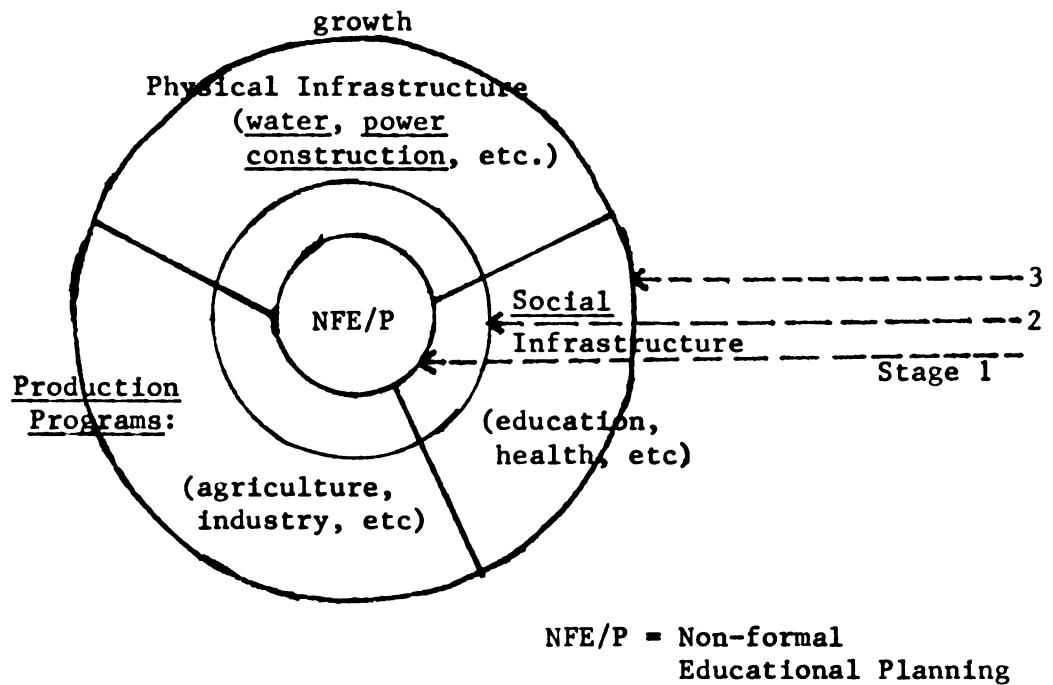 growth
Physical Infrastructure
(water, power
construction, etc.)
NFE/P
Social
Infrastructure
(education,
health, etc)
3
2
Stage 1
Production
Programs:
(agriculture,
industry, etc)
NFE/P = Non-formal
Educational Planning